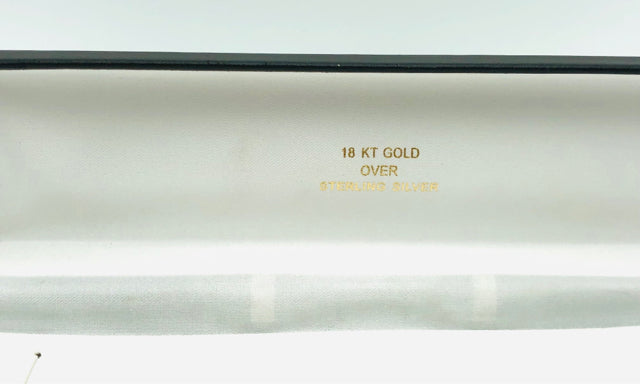 18 KT GOLD
OVER
STERLING SILVER